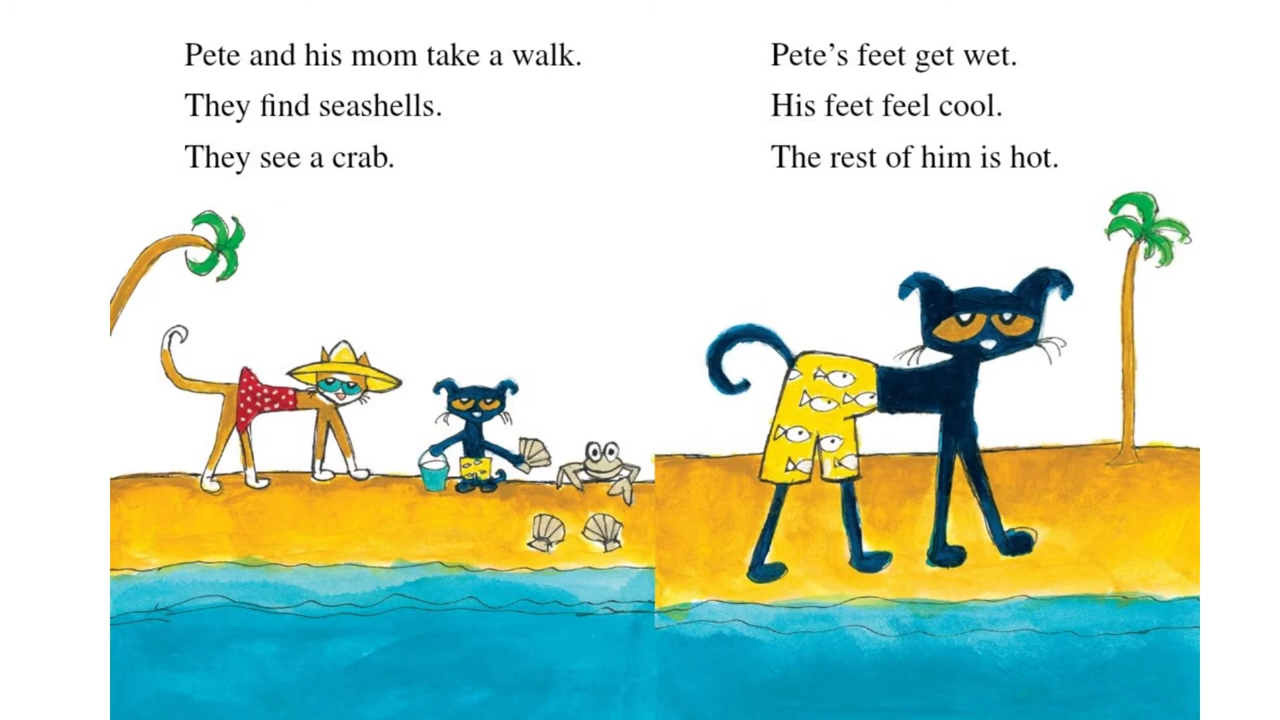 Pete and his mom take a walk.
They find seashells.
They see a crab.
Pete’s feet get wet.
His feet feel cool.
The rest of him is hot.